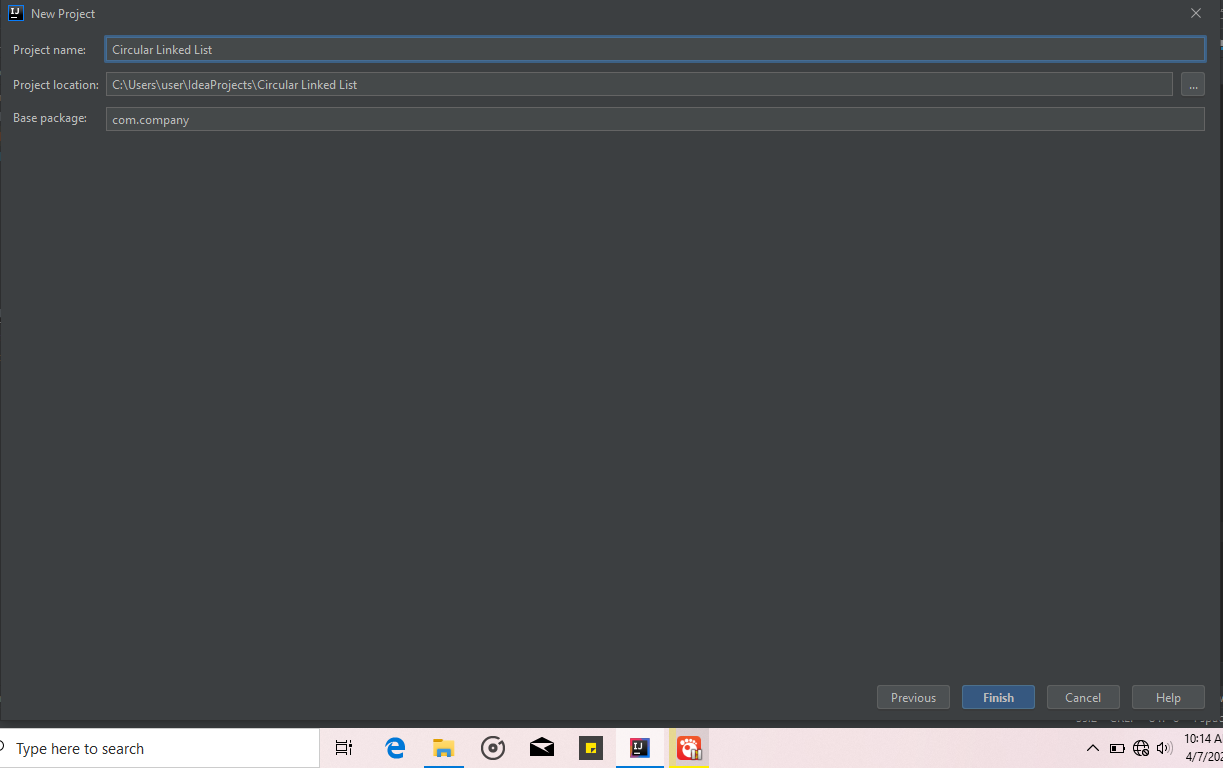 New Project
Project name: Circular Linked List
Project location: C:\Users\user\IdeaProjects\Circular Linked List ...
Base package: com.company
Previous Finish Cancel Help
Type here to search
10:14 A
4/7/202